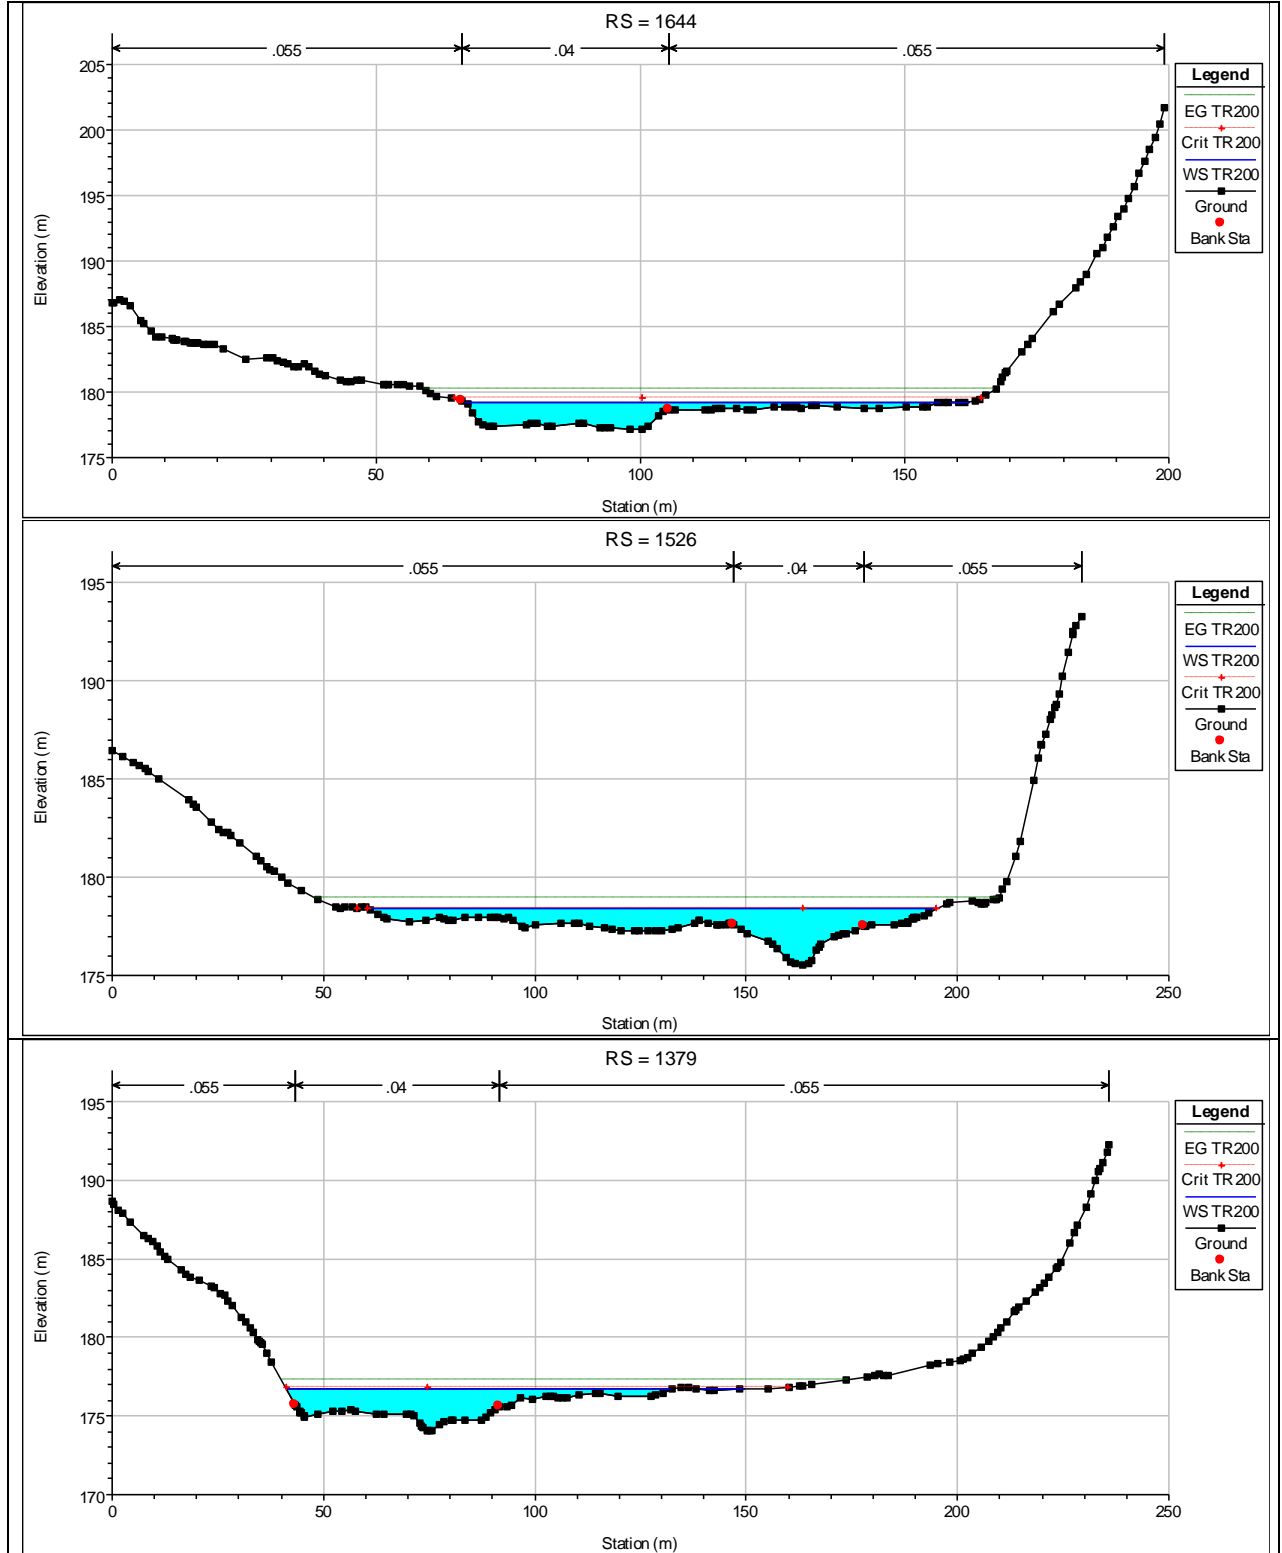 RS = 1644
.055 .04 .055
205
200
195
190
185
180
175
0 50 100 150 200
Elevation (m)
Station (m)
Legend
EG TR200
Crit TR200
WS TR200
Ground
Bank Sta
RS = 1526
.055 .04 .055
195
190
185
180
175
0 50 100 150 200 250
Elevation (m)
Station (m)
Legend
EG TR200
WS TR200
Crit TR200
Ground
Bank Sta
RS = 1379
.055 .04 .055
195
190
185
180
175
170
0 50 100 150 200 250
Elevation (m)
Station (m)
Legend
EG TR200
Crit TR200
WS TR200
Ground
Bank Sta